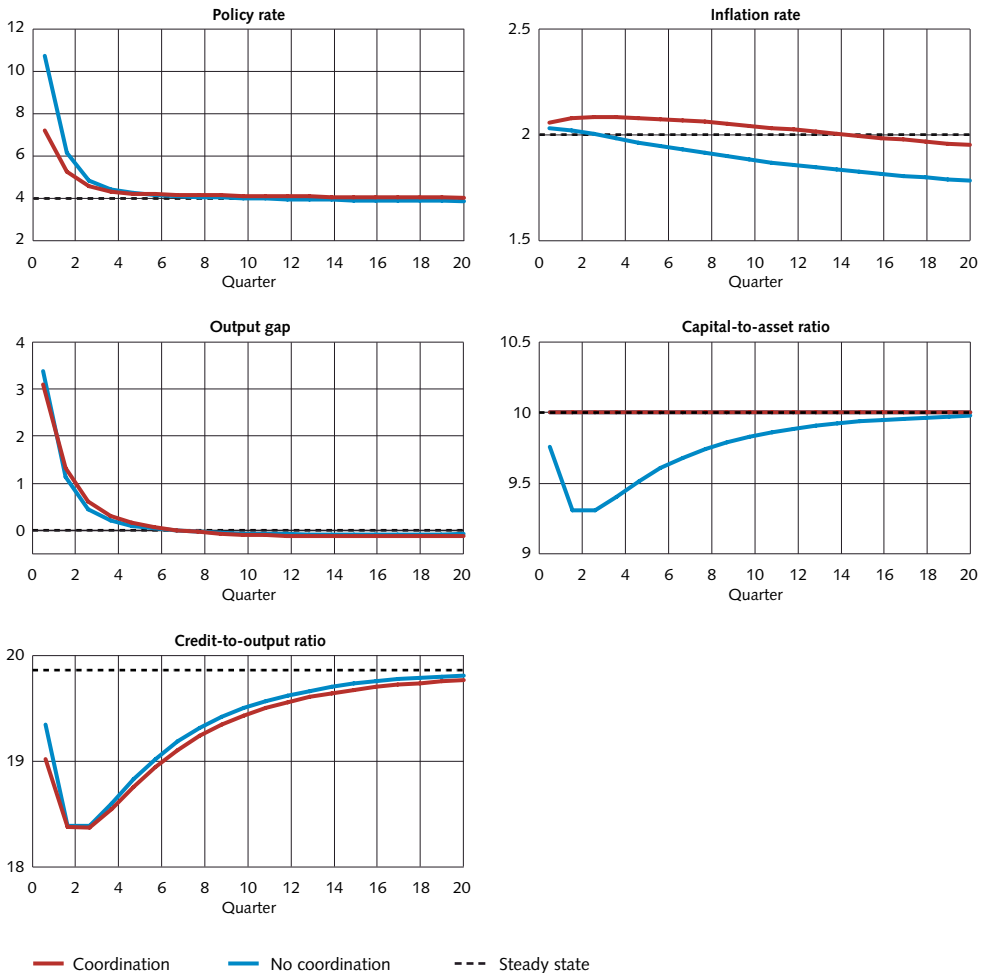 Policy rate
12
10
8
6
4
2
0 2 4 6 8 10 12 14 16 18 20
Quarter
Inflation rate
2.5
2
1.5
0 2 4 6 8 10 12 14 16 18 20
Quarter
Output gap
4
3
2
1
0
0 2 4 6 8 10 12 14 16 18 20
Quarter
Capital-to-asset ratio
10.5
10
9.5
9
0 2 4 6 8 10 12 14 16 18 20
Quarter
Credit-to-output ratio
20
19
18
0 2 4 6 8 10 12 14 16 18 20
Quarter
Coordination No coordination Steady state